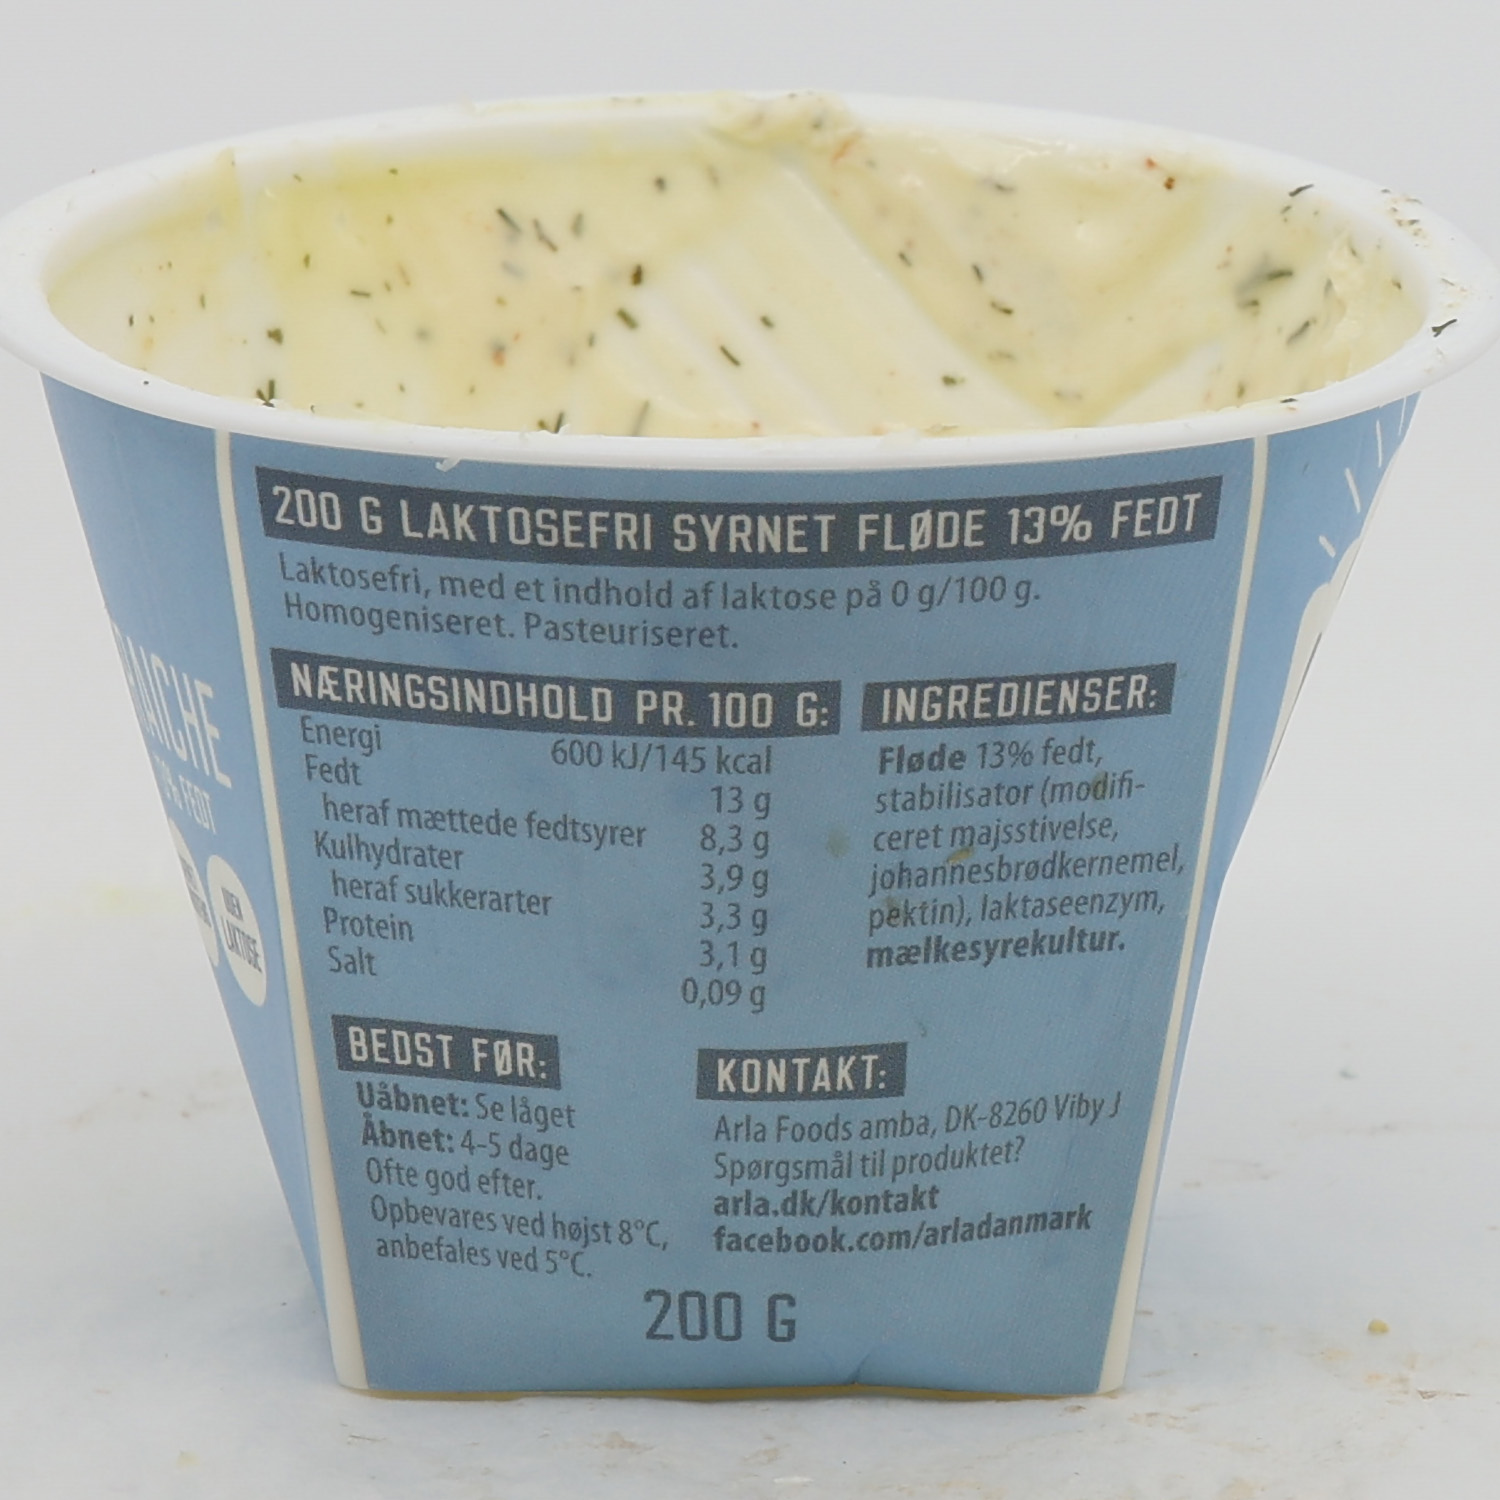 200 G LAKTOSEFRI SYRNET FLØDE 13% FEDT
Laktosefri, med et indhold af laktose på 0 g/100 g.
Homogeniseret. Pasteuriseret.
NÆRINGSINDHOLD PR. 100 G:
Energi 600 kJ/145 kcal
Fedt 13 g
heraf mættede fedtsyrer 8,3 g
Kulhydrater 3,9 g
heraf sukkerarter 3,3 g
Protein 3,1 g
Salt 0,09 g
INGREDIENSER:
Fløde 13% fedt,
stabilisator (modifi-
ceret majsstivelse,
johannesbrødkernemel,
pektin), laktaseenzym,
mælkesyrekultur.
BEDST FØR:
Uåbnet: Se låget
Åbnet: 4-5 dage
Ofte god efter.
Opbevares ved højst 8°C,
anbefales ved 5°C.
KONTAKT:
Arla Foods amba, DK-8260 Viby J
Spørgsmål til produktet?
arla.dk/kontakt
facebook.com/arladanmark
200 G
FEDT
UDEN
LAKTOSE